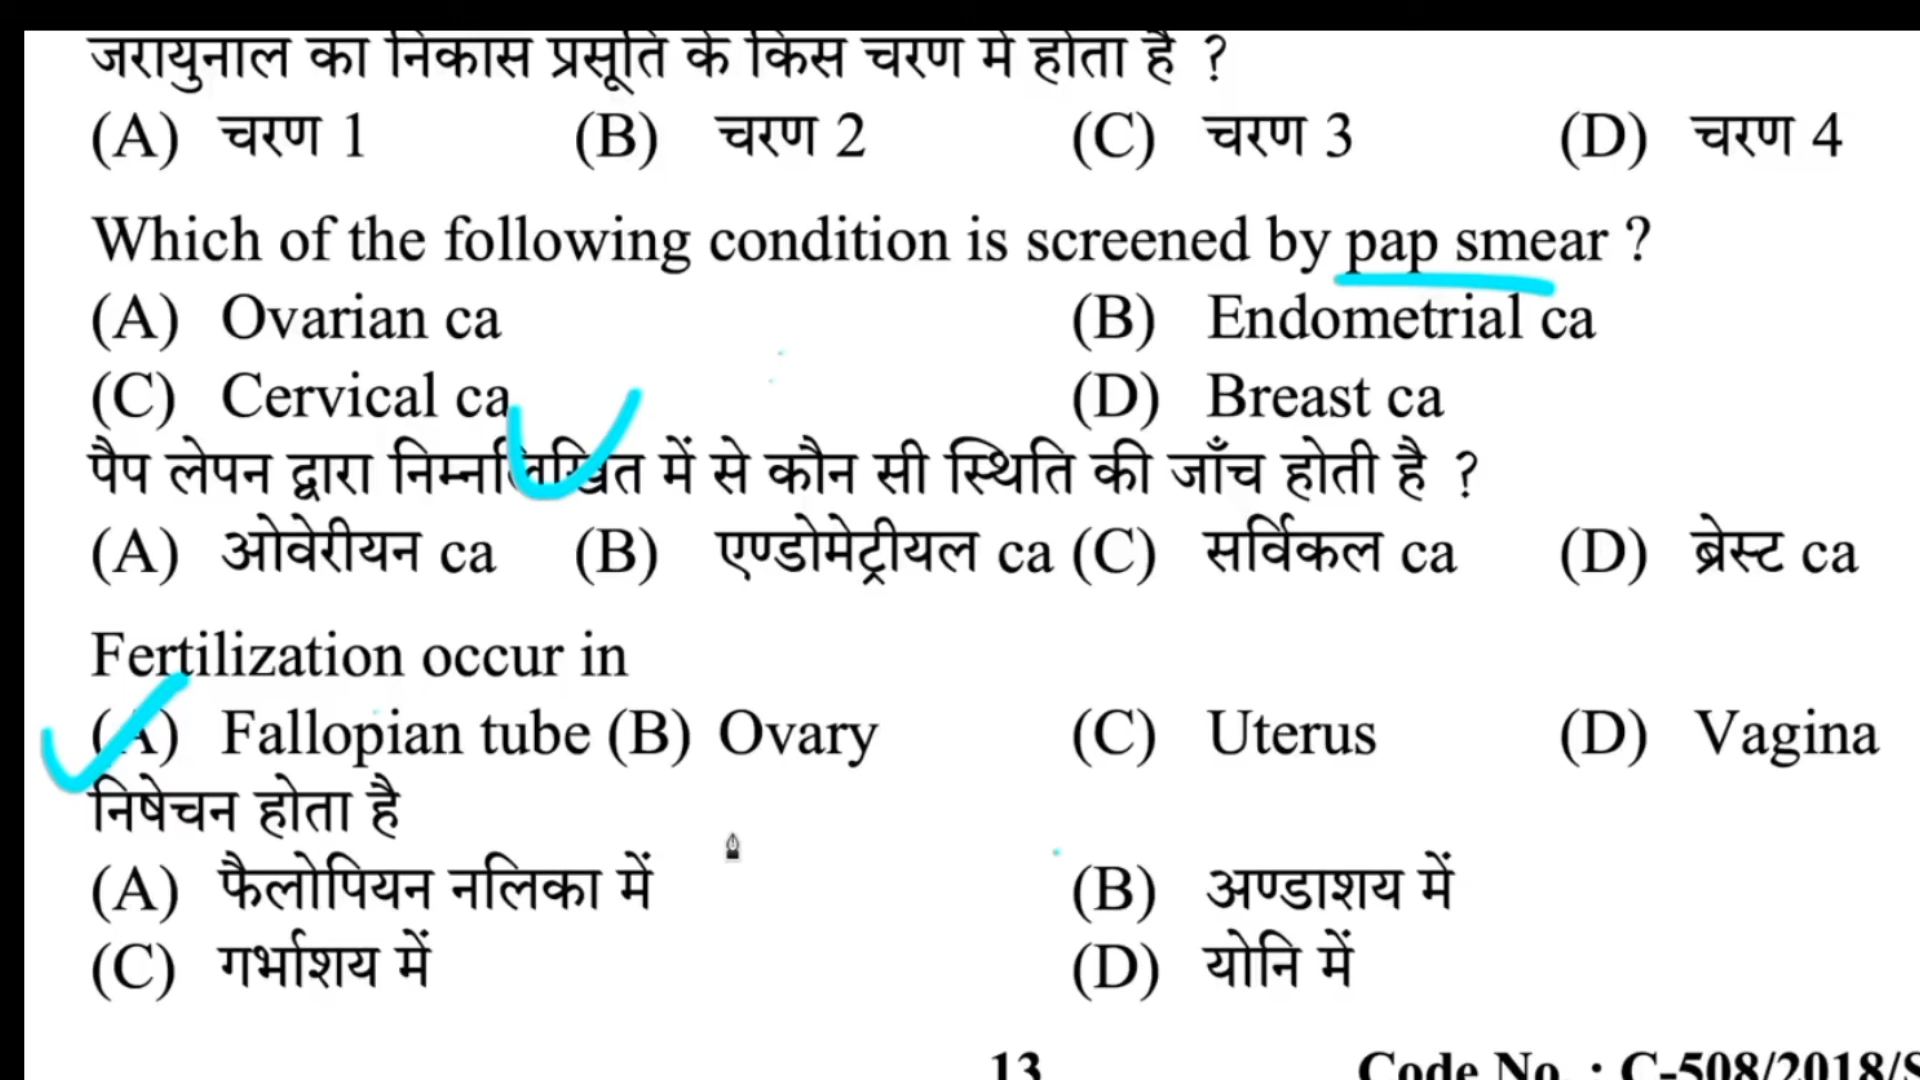 जरायुनाल का निकास प्रसूति के किस चरण में होता है ?
(A) चरण 1 (B) चरण 2 (C) चरण 3 (D) चरण 4
Which of the following condition is screened by pap smear ?
(A) Ovarian ca (B) Endometrial ca
(C) Cervical ca (D) Breast ca
पैप लेपन द्वारा निम्नलिखित में से कौन सी स्थिति की जाँच होती है ?
(A) ओवेरीयन ca (B) एण्डोमेट्रीयल ca (C) सर्विकल ca (D) ब्रेस्ट ca
Fertilization occur in
(A) Fallopian tube (B) Ovary (C) Uterus (D) Vagina
निषेचन होता है
(A) फैलोपियन नलिका में (B) अण्डाशय में
(C) गर्भाशय में (D) योनि में
13 Code No. : C-508/2018/S